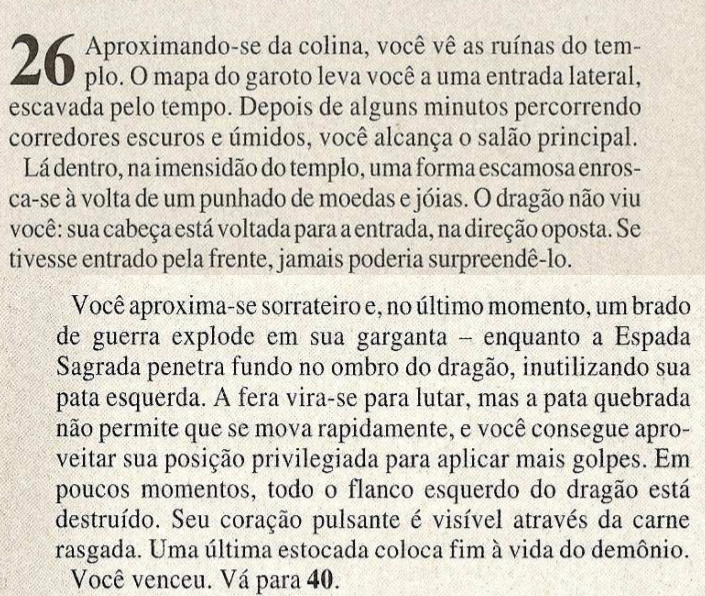 26 Aproximando-se da colina, você vê as ruínas do tem-
plo. O mapa do garoto leva você a uma entrada lateral,
escavada pelo tempo. Depois de alguns minutos percorrendo
corredores escuros e úmidos, você alcança o salão principal.
Lá dentro, na imensidão do templo, uma forma escamosa enros-
ca-se à volta de um punhado de moedas e jóias. O dragão não viu
você: sua cabeça está voltada para a entrada, na direção oposta. Se
tivesse entrado pela frente, jamais poderia surpreendê-lo.
Você aproxima-se sorrateiro e, no último momento, um brado
de guerra explode em sua garganta – enquanto a Espada
Sagrada penetra fundo no ombro do dragão, inutilizando sua
pata esquerda. A fera vira-se para lutar, mas a pata quebrada
não permite que se mova rapidamente, e você consegue apro-
veitar sua posição privilegiada para aplicar mais golpes. Em
poucos momentos, todo o flanco esquerdo do dragão está
destruído. Seu coração pulsante é visível através da carne
rasgada. Uma última estocada coloca fim à vida do demônio.
Você venceu. Vá para 40.